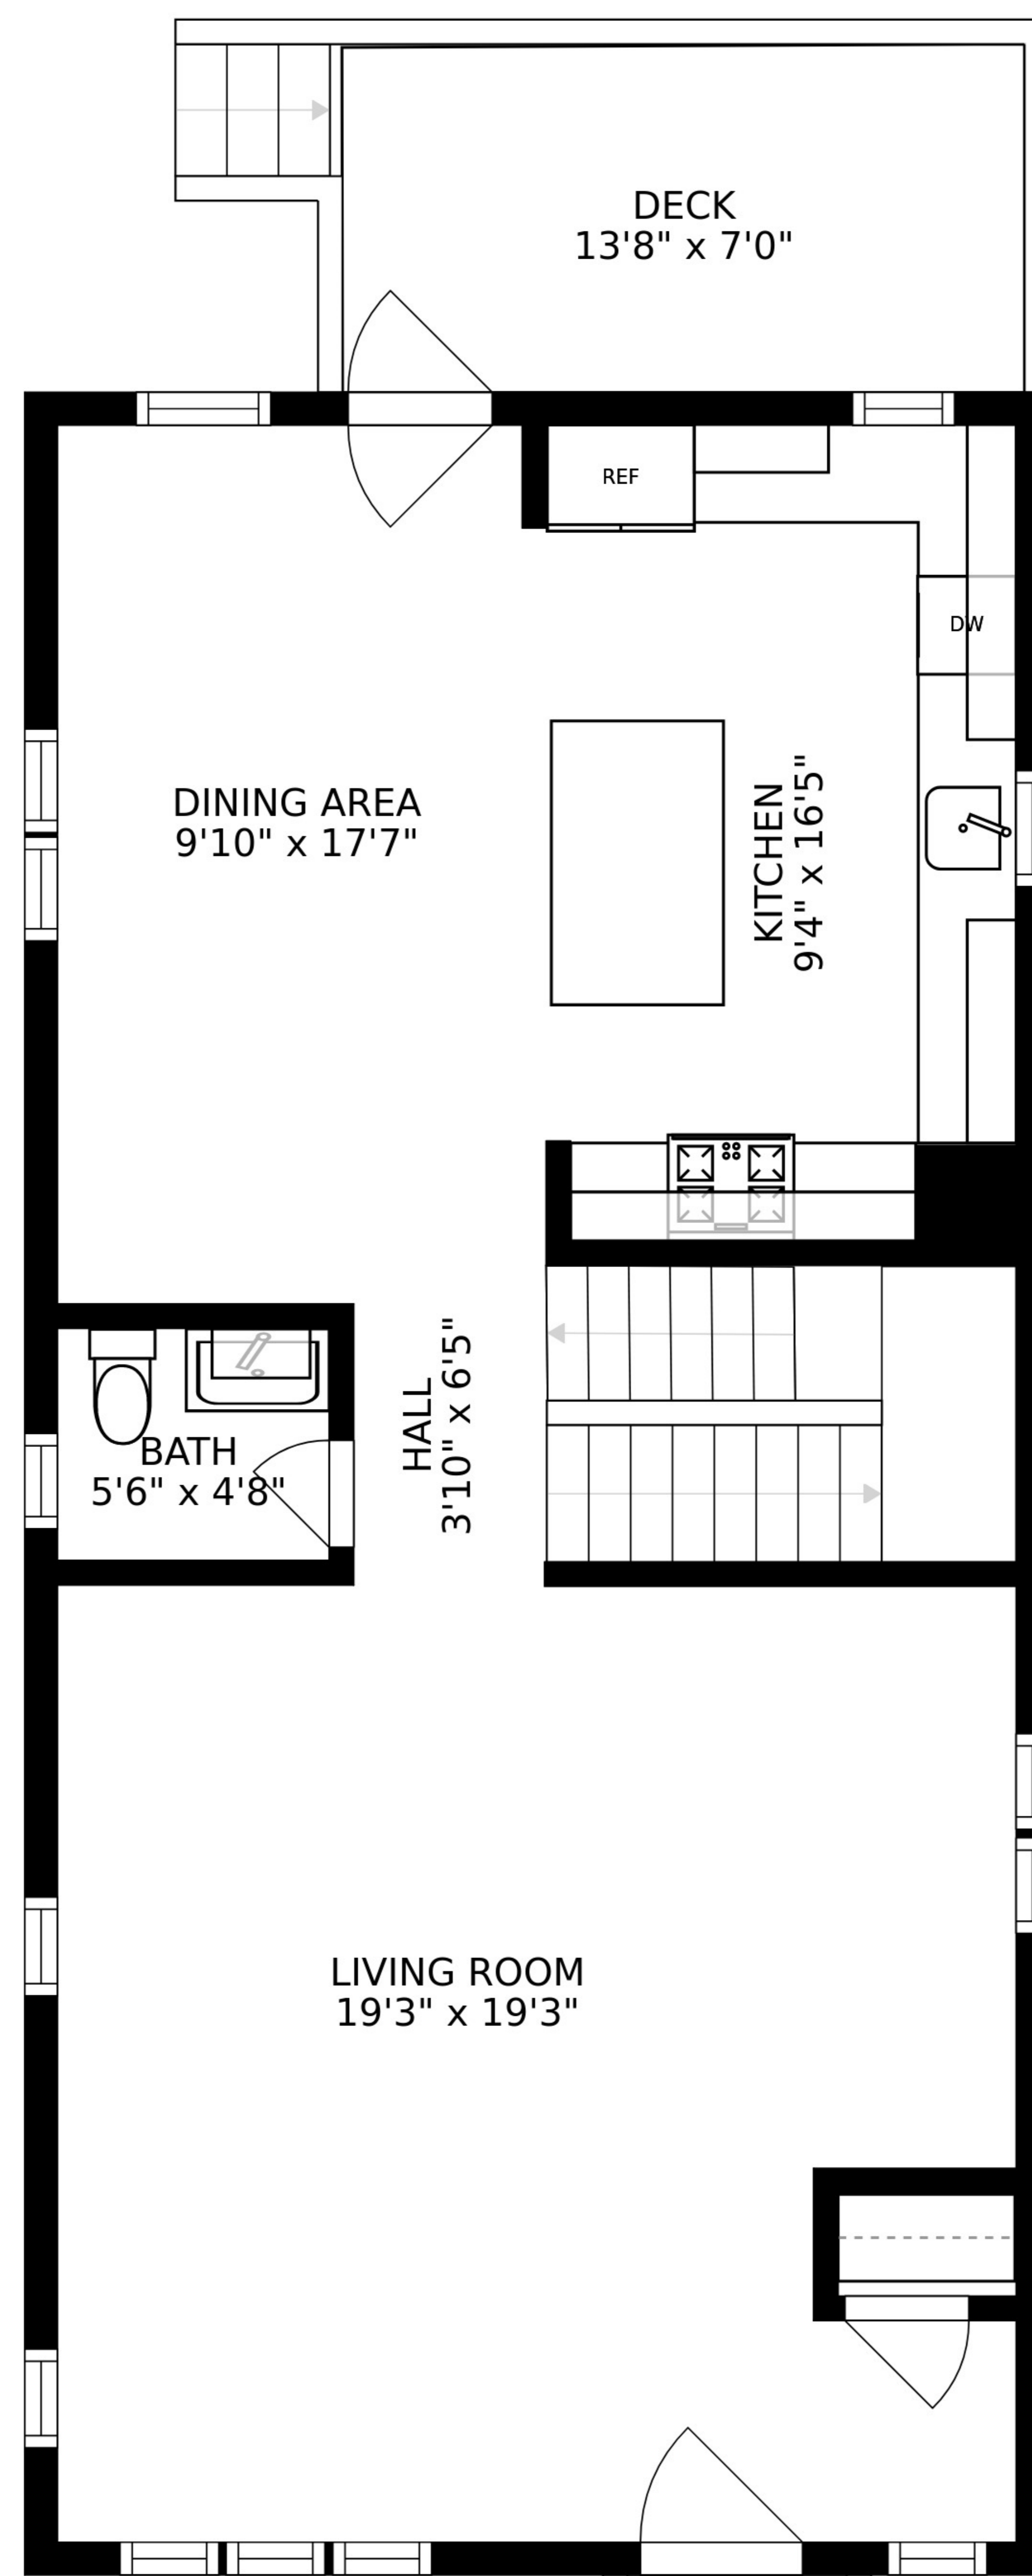 DECK
13'8" x 7'0"
REF
DW
DINING AREA
9'10" x 17'7"
KITCHEN
9'4" x 16'5"
HALL
3'10" x 6'5"
BATH
5'6" x 4'8"
LIVING ROOM
19'3" x 19'3"